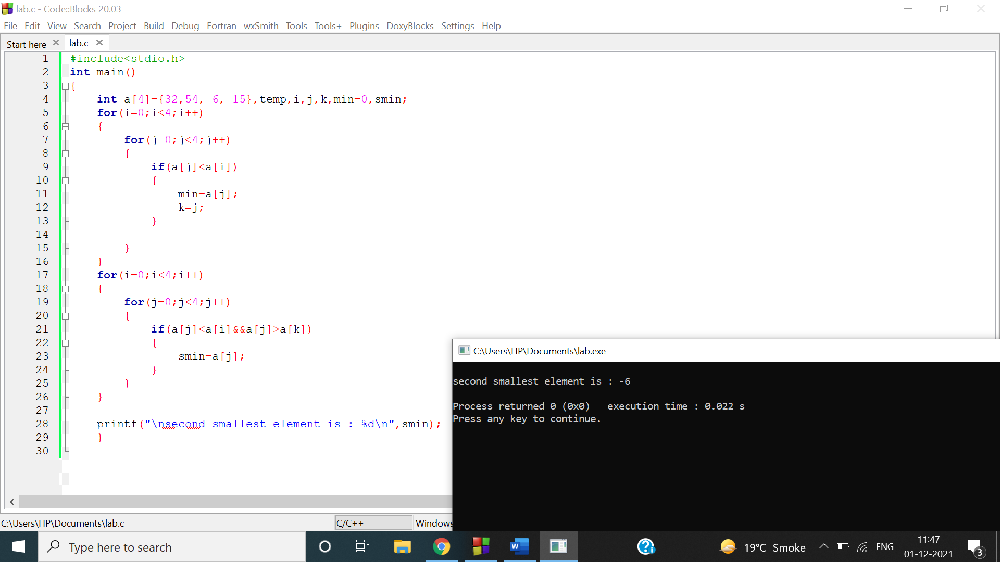 lab.c - Code::Blocks 20.03
File Edit View Search Project Build Debug Fortran wxSmith Tools Tools+ Plugins DoxyBlocks Settings Help
Start here lab.c
1 #include<stdio.h>
2 int main()
3 {
4 int a[4]={32,54,-6,-15},temp,i,j,k,min=0,smin;
5 for(i=0;i<4;i++)
6 {
7 for(j=0;j<4;j++)
8 {
9 if(a[j]<a[i])
10 {
11 min=a[j];
12 k=j;
13 }
14
15 }
16 }
17 for(i=0;i<4;i++)
18 {
19 for(j=0;j<4;j++)
20 {
21 if(a[j]<a[i]&&a[j]>a[k])
22 {
23 smin=a[j];
24 }
25 }
26 }
27
28 printf("\nsecond smallest element is : %d\n",smin);
29 }
30
C:\Users\HP\Documents\lab.exe
second smallest element is : -6
Process returned 0 (0x0) execution time : 0.022 s
Press any key to continue.
C:\Users\HP\Documents\lab.c C/C++ Windows
Type here to search W 19°C Smoke ENG 11:47
01-12-2021 3